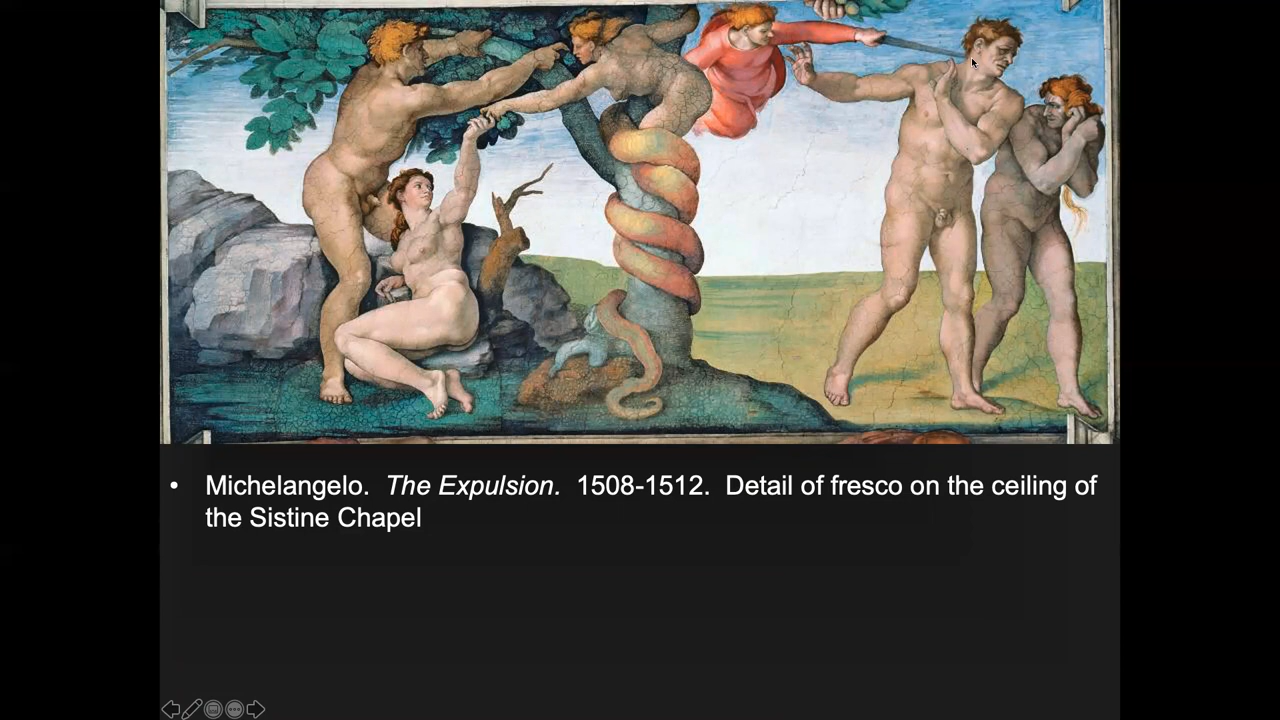 • Michelangelo. The Expulsion. 1508-1512. Detail of fresco on the ceiling of
the Sistine Chapel